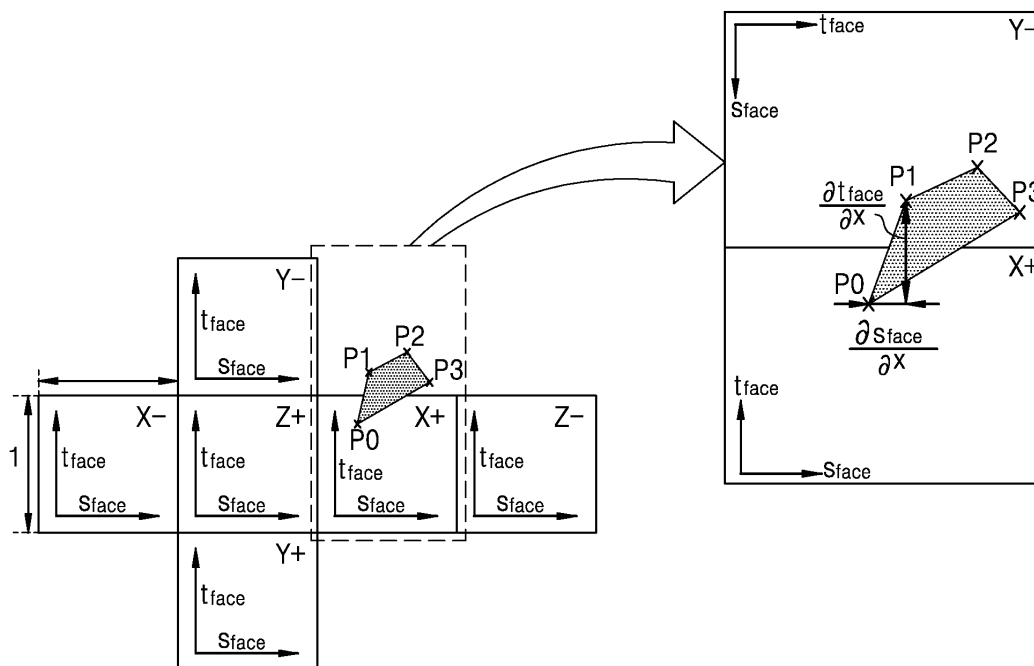 Y-
tface
Sface
P2
P1
P3
∂tface
∂x
X+
P0
∂Sface
∂x
tface
Sface
Y-
tface
Sface
P2
P1
P3
1
X-
Z+
X+
Z-
P0
tface
tface
tface
tface
Sface
Sface
Sface
Sface
Y+
tface
Sface